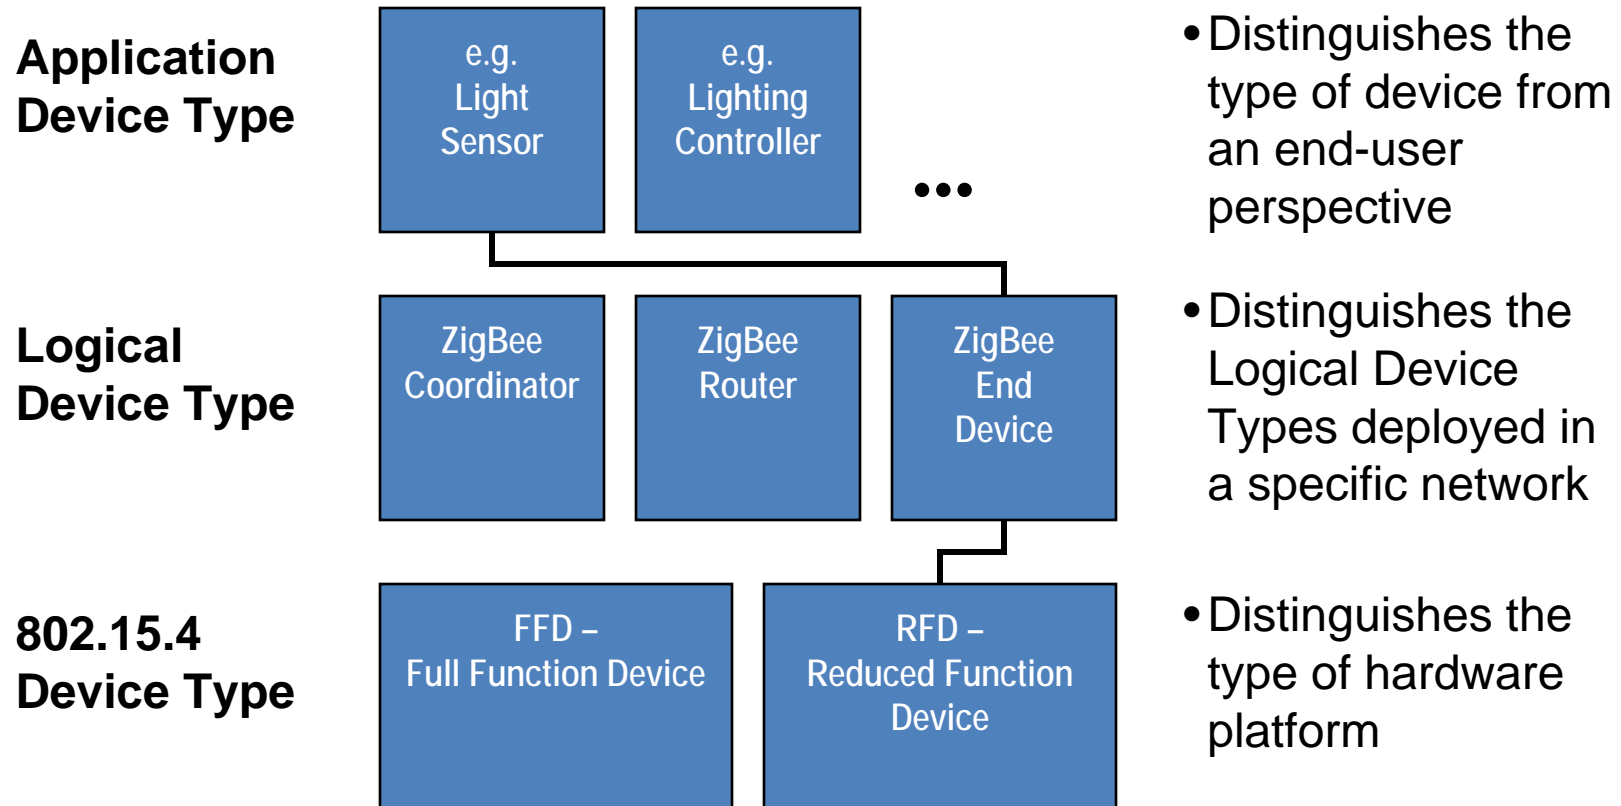 Application
Device Type
e.g.
Light
Sensor
e.g.
Lighting
Controller
•••
•Distinguishes the
type of device from
an end-user
perspective
Logical
Device Type
ZigBee
Coordinator
ZigBee
Router
ZigBee
End
Device
•Distinguishes the
Logical Device
Types deployed in
a specific network
802.15.4
Device Type
FFD –
Full Function Device
RFD –
Reduced Function
Device
•Distinguishes the
type of hardware
platform